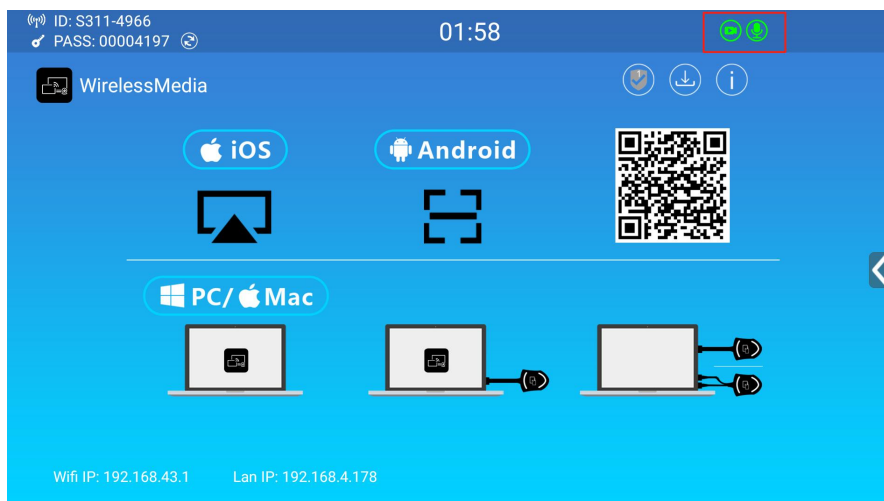 ID: S311-4966
PASS: 00004197
01:58
WirelessMedia
1
i
iOS
Android
PC/ Mac
Wifi IP: 192.168.43.1
Lan IP: 192.168.4.178